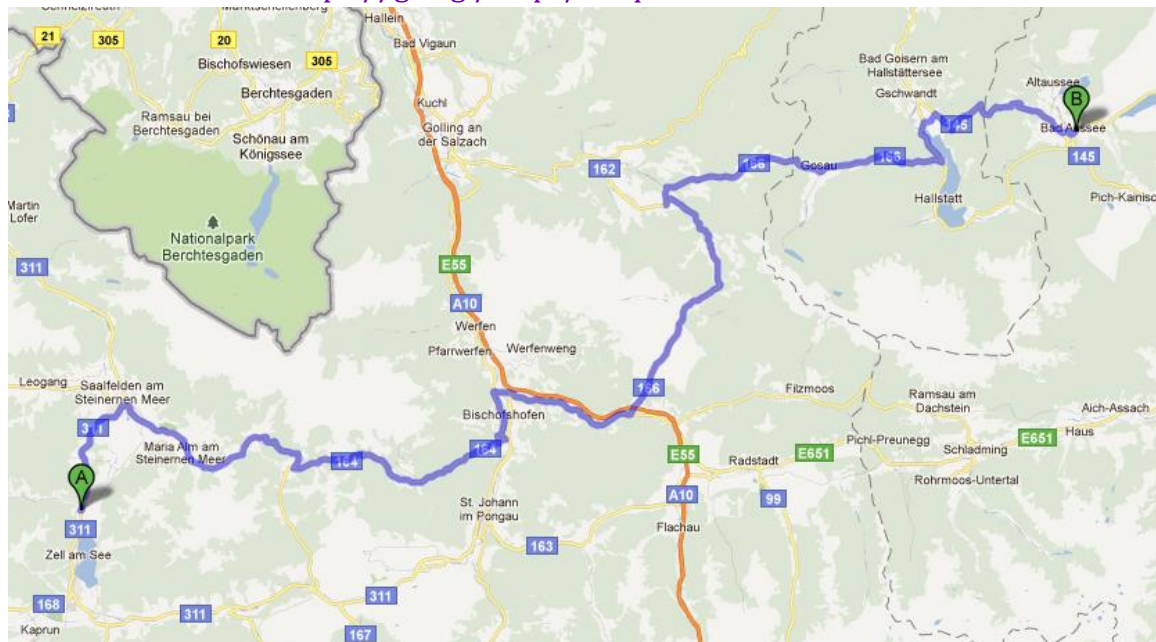 Hallein
21
305
20
Bad Vigaun
Bischofswiesen
305
Bad Goisern am
Hallstättersee
Gschwandt
Altaussee
Berchtesgaden
Kuchl
Ramsau bei
Berchtesgaden
Schönau am
Königssee
Golling an
der Salzach
B
145
Bad Aussee
166
Gosau
166
145
162
Hallstatt
Pich-Kainisc
Martin
Lofer
Nationalpark
Berchtesgaden
311
E55
A10
Werfen
Pfarrwerfen
Werfenweng
Leogang
Saalfelden am
Steinernen Meer
166
Filzmoos
Ramsau am
Dachstein
Aich-Assach
Bischofshofen
311
Maria Alm am
Steinernen Meer
164
164
Pichl-Preunegg
E651
Haus
Schladming
E55
Radstadt
E651
Rohrmoos-Untertal
A
St. Johann
im Pongau
A10
99
311
Flachau
163
Zell am See
168
311
311
Kaprun
167